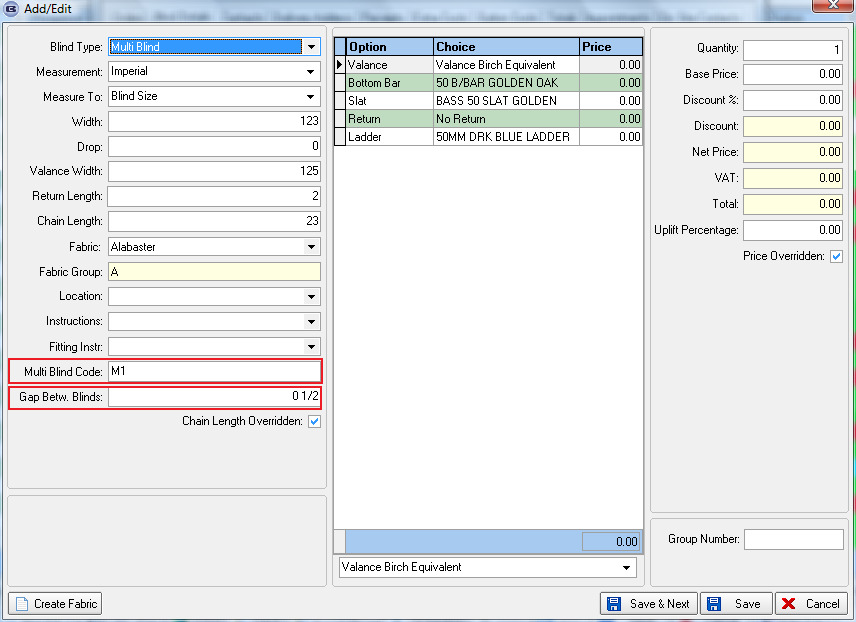 Add/Edit
Blind Type: Multi Blind
Measurement: Imperial
Measure To: Blind Size
Width: 123
Drop: 0
Valance Width: 125
Return Length: 2
Chain Length: 23
Fabric: Alabaster
Fabric Group: A
Location:
Instructions:
Fitting Instr:
Multi Blind Code: M1
Gap Betw. Blinds: 0 1/2
Chain Length Overridden:
Option Choice Price
Valance Valance Birch Equivalent 0.00
Bottom Bar 50 B/BAR GOLDEN OAK 0.00
Slat BASS 50 SLAT GOLDEN 0.00
Return No Return 0.00
Ladder 50MM DRK BLUE LADDER 0.00
0.00
Valance Birch Equivalent
Quantity: 1
Base Price: 0.00
Discount %: 0.00
Discount: 0.00
Net Price: 0.00
VAT: 0.00
Total: 0.00
Uplift Percentage: 0.00
Price Overridden:
Group Number:
Create Fabric
Save & Next
Save
Cancel